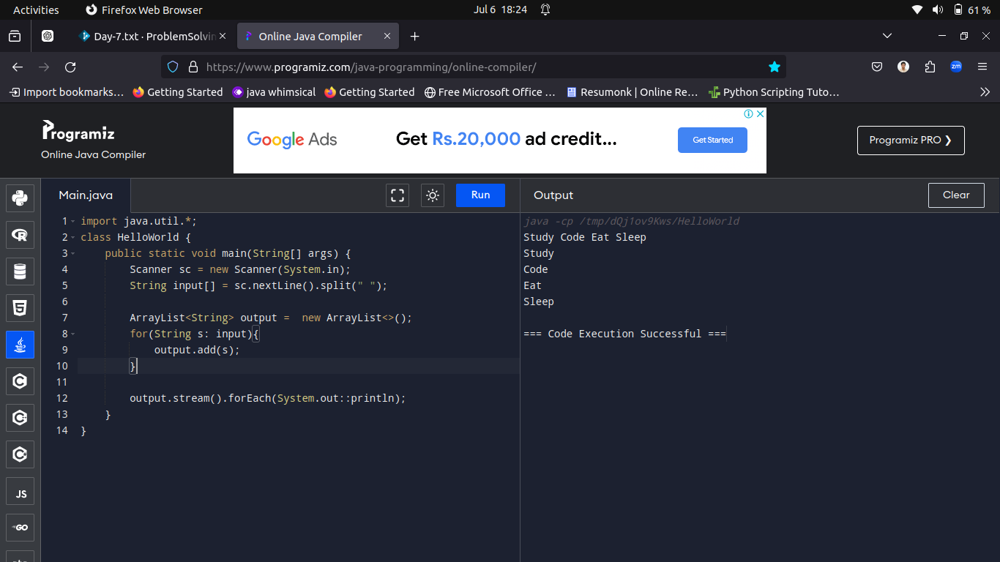 Activities Firefox Web Browser Jul 6 18:24 61 %
Day-7.txt · ProblemSolvin Online Java Compiler
https://www.programiz.com/java-programming/online-compiler/ zm
Import bookmarks… Getting Started java whimsical Getting Started Free Microsoft Office … Resumonk | Online Re… Python Scripting Tuto…
Programiz
Online Java Compiler
Google Ads Get Rs.20,000 ad credit... Get Started
Programiz PRO ❯
Main.java Run Output Clear
1 import java.util.*;
2 class HelloWorld {
3     public static void main(String[] args) {
4         Scanner sc = new Scanner(System.in);
5         String input[] = sc.nextLine().split(" ");
6
7         ArrayList<String> output =  new ArrayList<>();
8         for(String s: input){
9             output.add(s);
10         }
11
12         output.stream().forEach(System.out::println);
13     }
14 }
java -cp /tmp/dQj1ov9Kws/HelloWorld
Study Code Eat Sleep
Study
Code
Eat
Sleep
=== Code Execution Successful ===
R
5
C
C
C
JS
GO